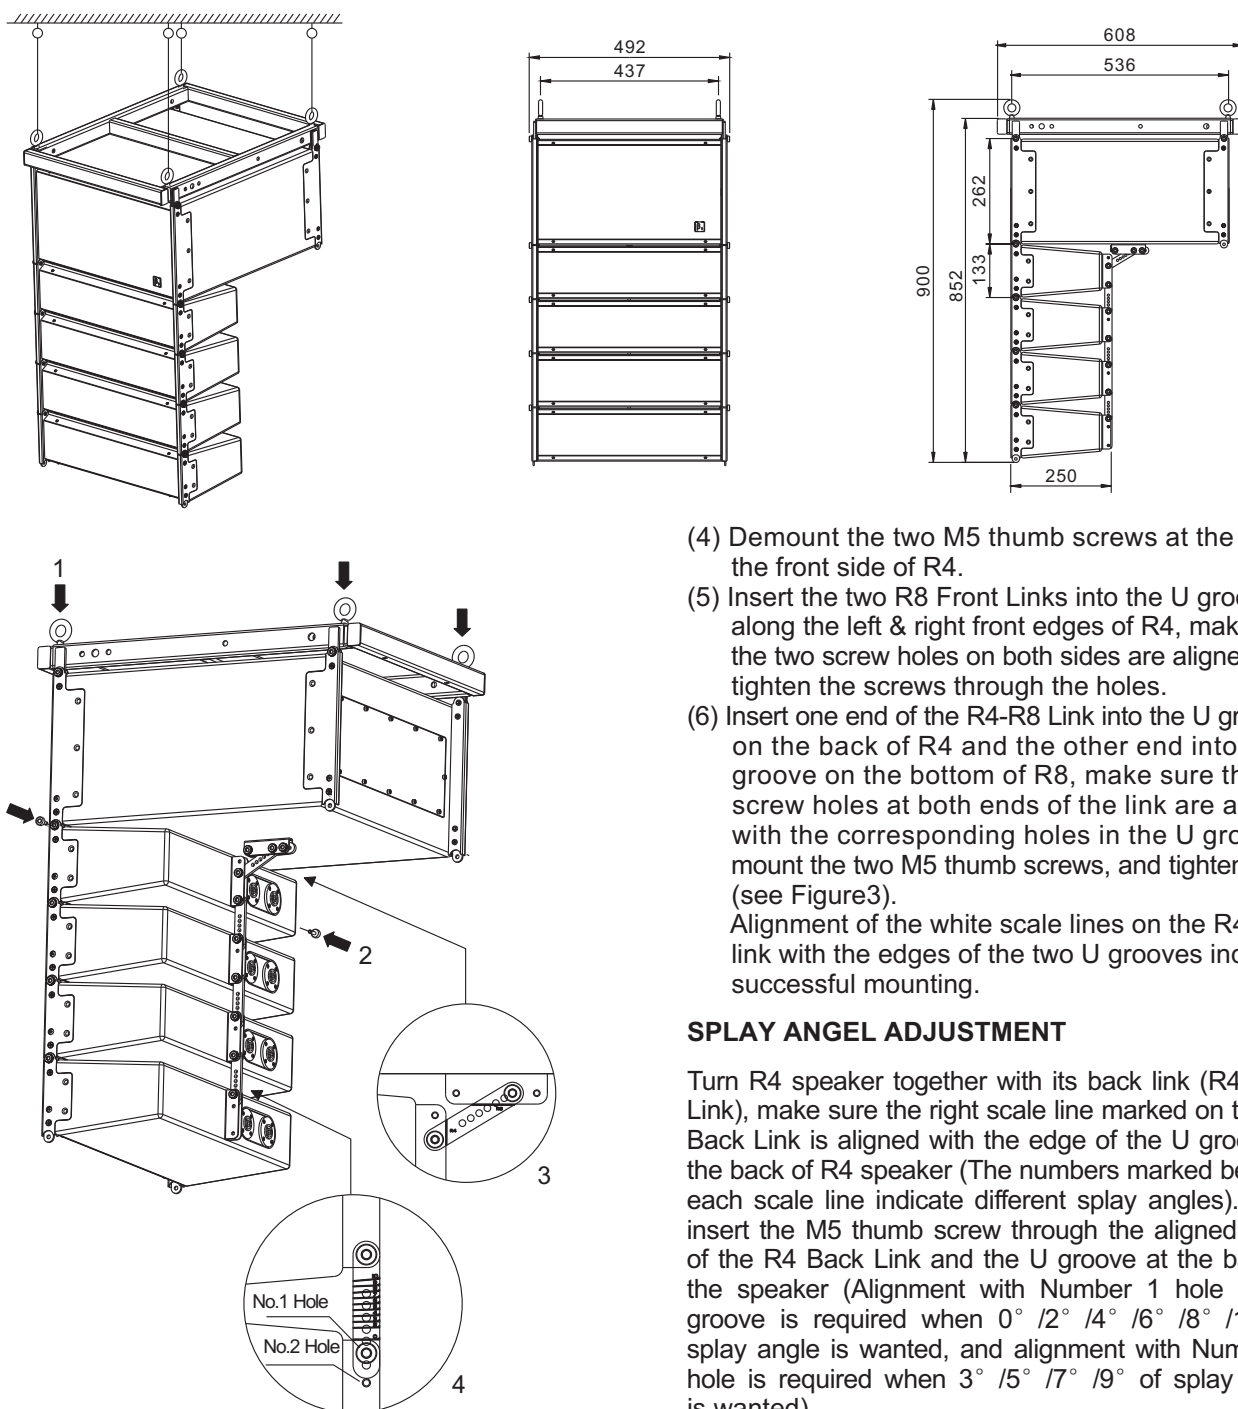 492
437
608
536
900
852
262
133
250
1
2
3
No.1 Hole
No.2 Hole
4
(4) Demount the two M5 thumb screws at the
the front side of R4.
(5) Insert the two R8 Front Links into the U
along the left & right front edges of R4,
the two screw holes on both sides are
tighten the screws through the holes.
(6) Insert one end of the R4-R8 Link into the U
on the back of R4 and the other end into
groove on the bottom of R8, make sure
screw holes at both ends of the link are
with the corresponding holes in the U
mount the two M5 thumb screws, and
(see Figure3).
Alignment of the white scale lines on the
link with the edges of the two U grooves
successful mounting.
SPLAY ANGEL ADJUSTMENT
Turn R4 speaker together with its back link (R4
Link), make sure the right scale line marked on
Back Link is aligned with the edge of the U
the back of R4 speaker (The numbers marked
each scale line indicate different splay angles).
insert the M5 thumb screw through the aligned
of the R4 Back Link and the U groove at the
the speaker (Alignment with Number 1 hole
groove is required when 0° /2° /4° /6° /8°
splay angle is wanted, and alignment with
hole is required when 3° /5° /7° /9° of splay
is wanted)